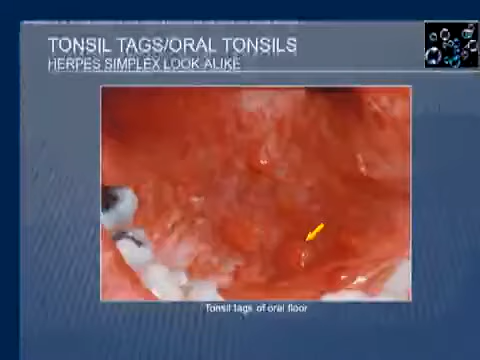 TONSIL TAGS/ORAL TONSILS
HERPES SIMPLEX LOOK ALIKE
Tonsil tags of oral floor